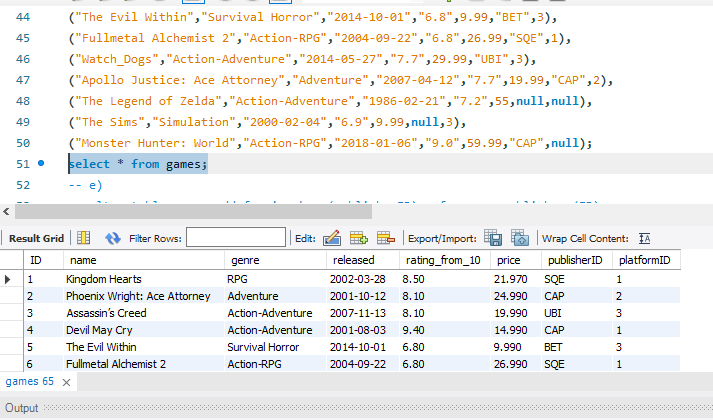 44 ("The Evil Within","Survival Horror","2014-10-01","6.8",9.99,"BET",3),
45 ("Fullmetal Alchemist 2","Action-RPG","2004-09-22","6.8",26.99,"SQE",1),
46 ("Watch_Dogs","Action-Adventure","2014-05-27","7.7",29.99,"UBI",3),
47 ("Apollo Justice: Ace Attorney","Adventure","2007-04-12","7.7",19.99,"CAP",2),
48 ("The Legend of Zelda","Action-Adventure","1986-02-21","7.2",55,null,null),
49 ("The Sims","Simulation","2000-02-04","6.9",9.99,null,3),
50 ("Monster Hunter: World","Action-RPG","2018-01-06","9.0",59.99,"CAP",null);
51 select * from games;
52 -- e)
Result Grid Filter Rows: Edit: Export/Import: Wrap Cell Content: IA
ID name genre released rating_from_10 price publisherID platformID
1 Kingdom Hearts RPG 2002-03-28 8.50 21.970 SQE 1
2 Phoenix Wright: Ace Attorney Adventure 2001-10-12 8.10 24.990 CAP 2
3 Assassin's Creed Action-Adventure 2007-11-13 8.10 19.990 UBI 3
4 Devil May Cry Action-Adventure 2001-08-03 9.40 14.990 CAP 1
5 The Evil Within Survival Horror 2014-10-01 6.80 9.990 BET 3
6 Fullmetal Alchemist 2 Action-RPG 2004-09-22 6.80 26.990 SQE 1
games 65
Output